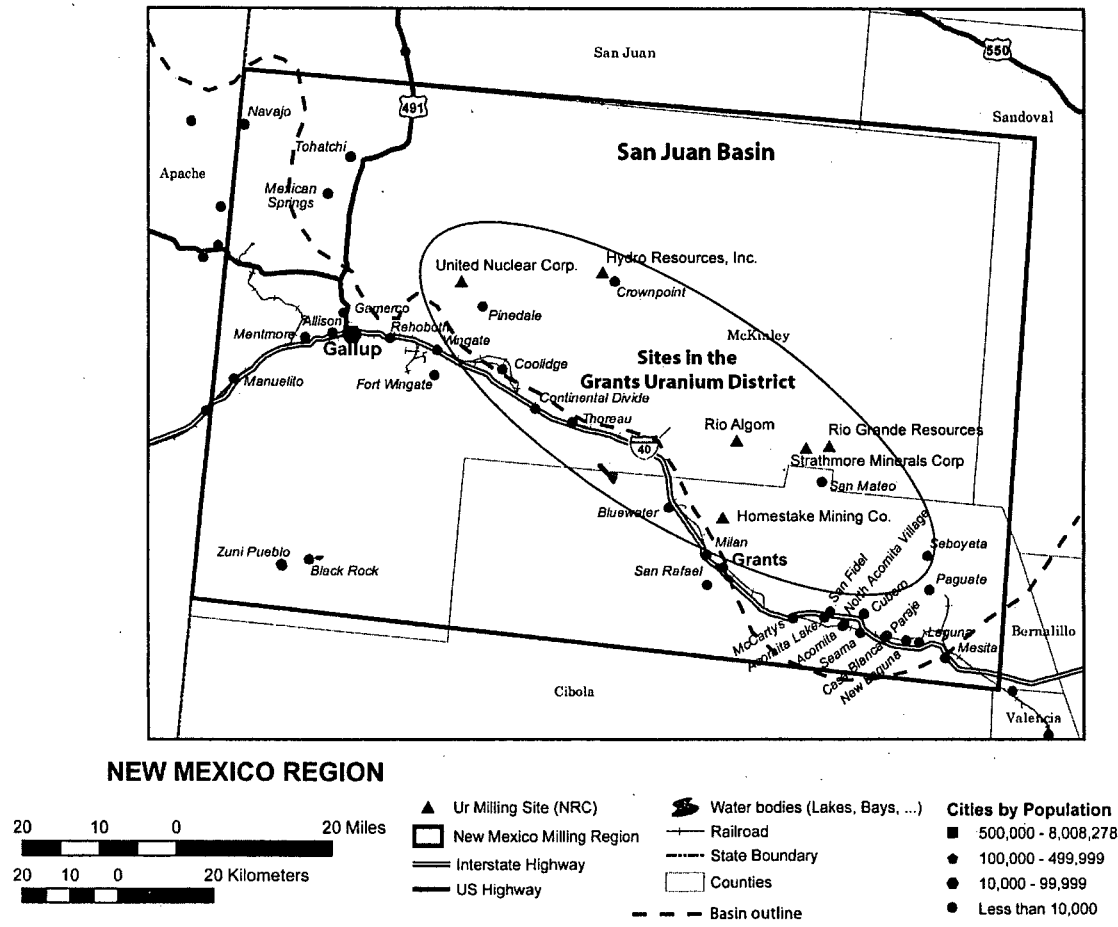 San Juan
550
491
Sandoval
Navajo
San Juan Basin
Tohatchi
Apache
Mexican
Springs
Hydro Resources, Inc.
United Nuclear Corp.
Crownpoint
Pinedale
Gamerco
Allison
McKinley
Mentmore
Rehoboth
Gallup
Wingate
Sites in the
Grants Uranium District
Coolidge
Manuelito
Fort Wingate
Continental Divide
Thoreau
Rio Algom
Rio Grande Resources
40
Strathmore Minerals Corp
San Mateo
Bluewater
Homestake Mining Co.
Milan
Seboyeta
Zuni Pueblo
Black Rock
Grants
San Rafael
San Fidel
North Acomita Village
Cubero
Paguate
Paraje
McCartys
Acomita Lake
Acomita
Seama
Casa Blanca
New Laguna
Laguna
Mesita
Bernalillo
Cibola
Valencia
NEW MEXICO REGION
20 10 0 20 Miles
20 10 0 20 Kilometers
Ur Milling Site (NRC)
New Mexico Milling Region
Interstate Highway
US Highway
Water bodies (Lakes, Bays, ...)
Railroad
State Boundary
Counties
Basin outline
Cities by Population
500,000 - 8,008,278
100,000 - 499,999
10,000 - 99,999
Less than 10,000